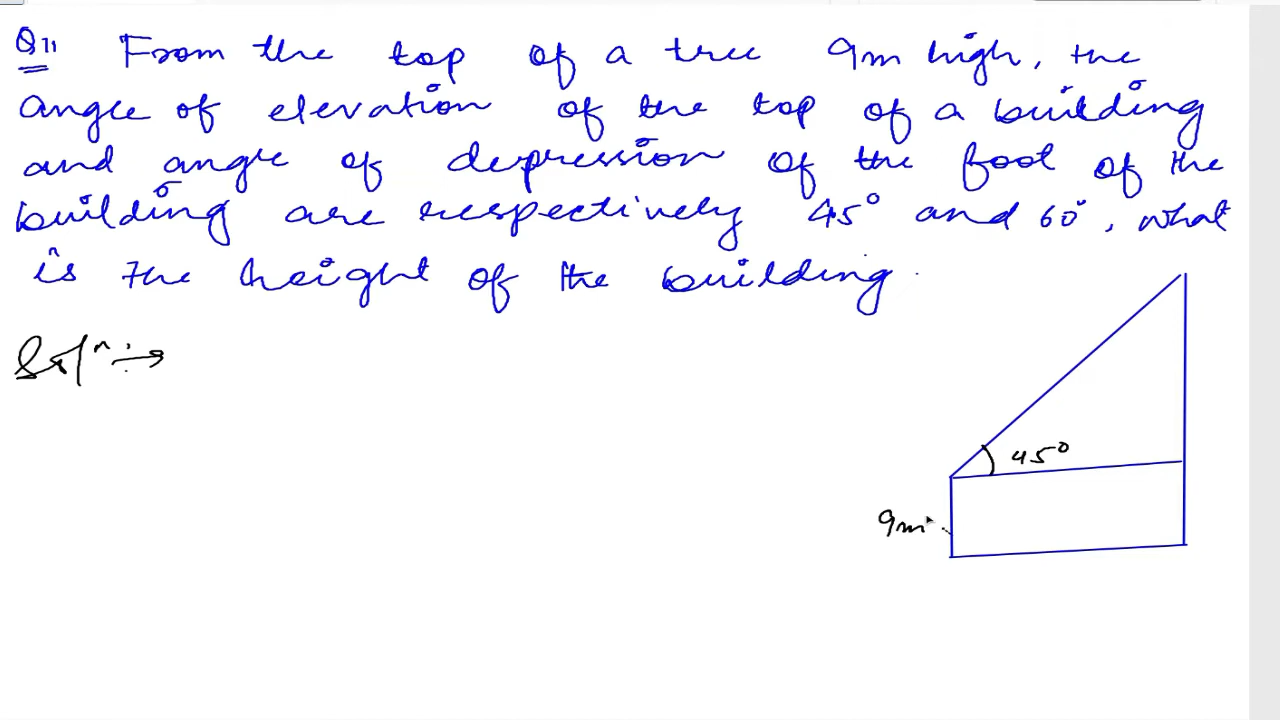 Q11 From the top of a tree 9m high, the
angle of elevation of the top of a building
and angle of depression of the foot of the
building are respectively 45° and 60°, what
is the height of the building.
Solⁿ :→
45°
9m